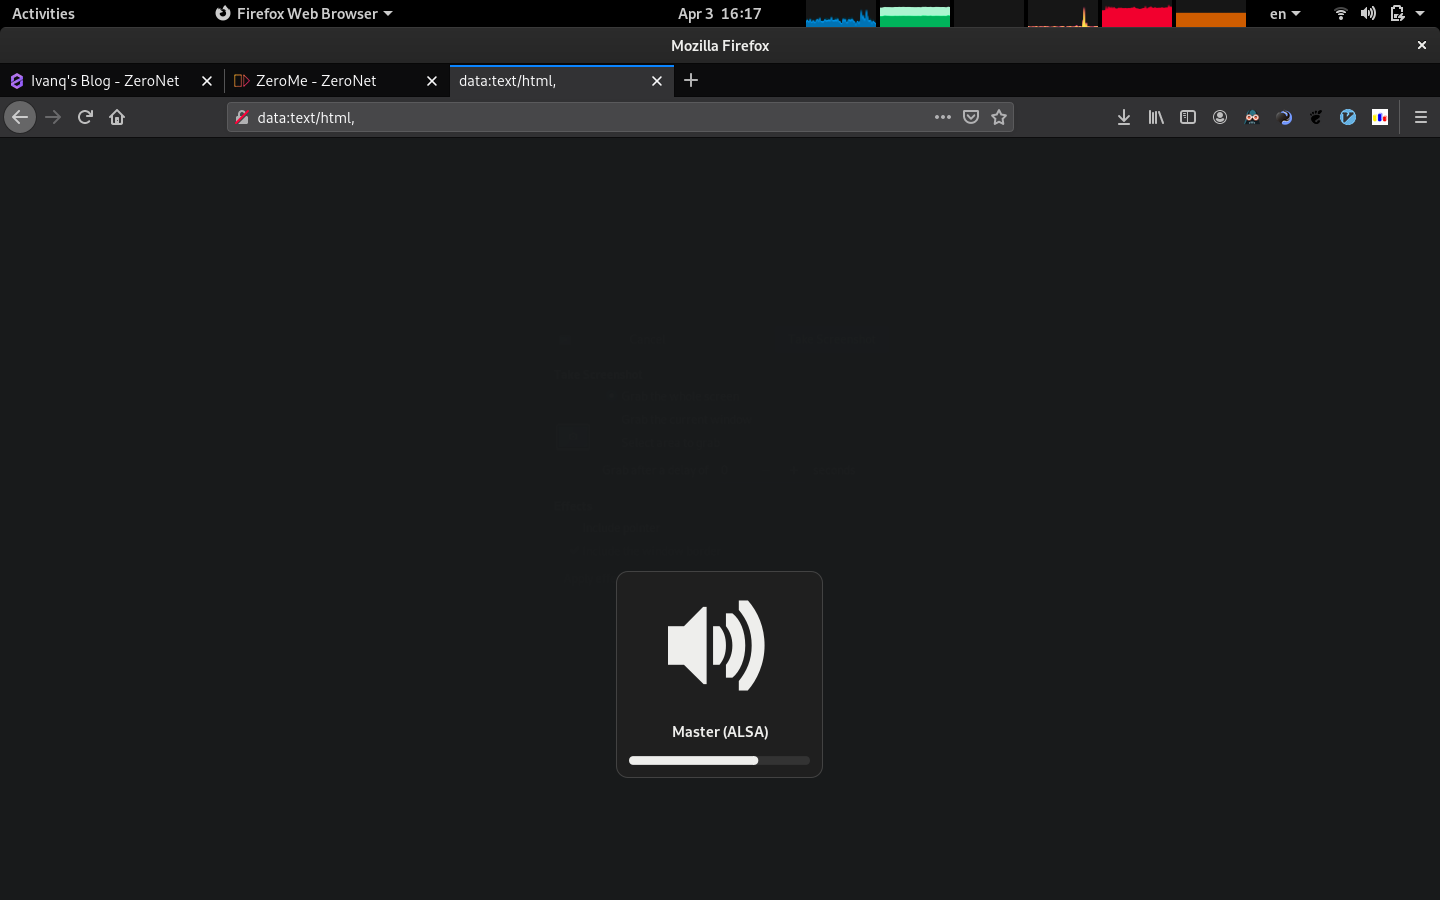 Activities
Firefox Web Browser
Apr 3 16:17
en
Mozilla Firefox
Ivanq's Blog - ZeroNet
ZeroMe - ZeroNet
data:text/html,
data:text/html,
Master (ALSA)